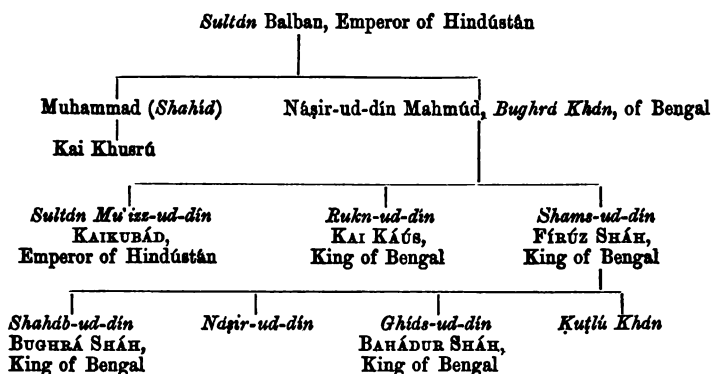 Sultán Balban, Emperor of Hindústân
Muhammad (Shahíd) Náṣir-ud-dín Mahmúd, Bughrá Khán, of Bengal
Kai Khusrú
Sultán Mu'izz-ud-dín Rukn-ud-dín Shams-ud-dín
KAIKUBÁD, KAI KÁÚS, FÍRÚZ SHÁH,
Emperor of Hindústán King of Bengal King of Bengal
Shaháb-ud-dín Náṣir-ud-dín Ghiás-ud-dín Ḳuṭlú Khán
BUGHRÁ SHÁH, BAHÁDUR SHÁH,
King of Bengal King of Bengal